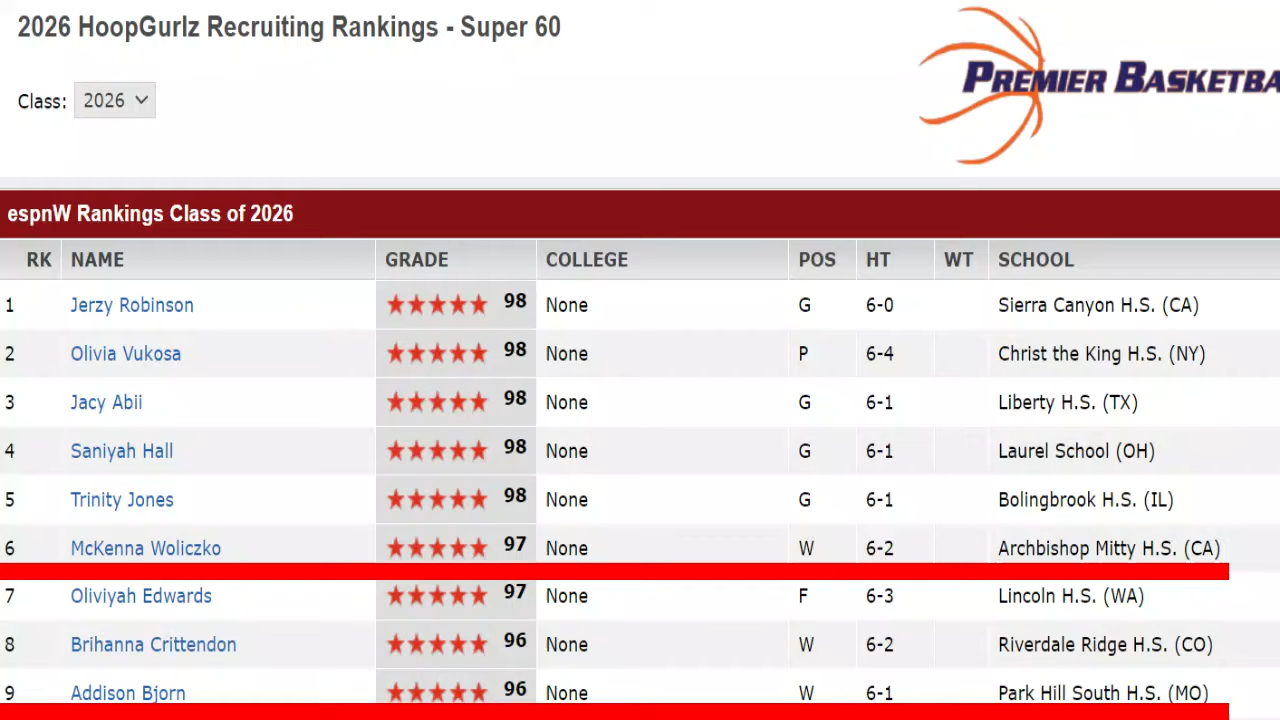 2026 HoopGurlz Recruiting Rankings - Super 60
PREMIER BASKETBA
Class: 2026
espnW Rankings Class of 2026
RK NAME GRADE COLLEGE POS HT WT SCHOOL
1 Jerzy Robinson 98 None G 6-0 Sierra Canyon H.S. (CA)
2 Olivia Vukosa 98 None P 6-4 Christ the King H.S. (NY)
3 Jacy Abii 98 None G 6-1 Liberty H.S. (TX)
4 Saniyah Hall 98 None G 6-1 Laurel School (OH)
5 Trinity Jones 98 None G 6-1 Bolingbrook H.S. (IL)
6 McKenna Woliczko 97 None W 6-2 Archbishop Mitty H.S. (CA)
7 Oliviyah Edwards 97 None F 6-3 Lincoln H.S. (WA)
8 Brihanna Crittendon 96 None W 6-2 Riverdale Ridge H.S. (CO)
9 Addison Bjorn 96 None W 6-1 Park Hill South H.S. (MO)